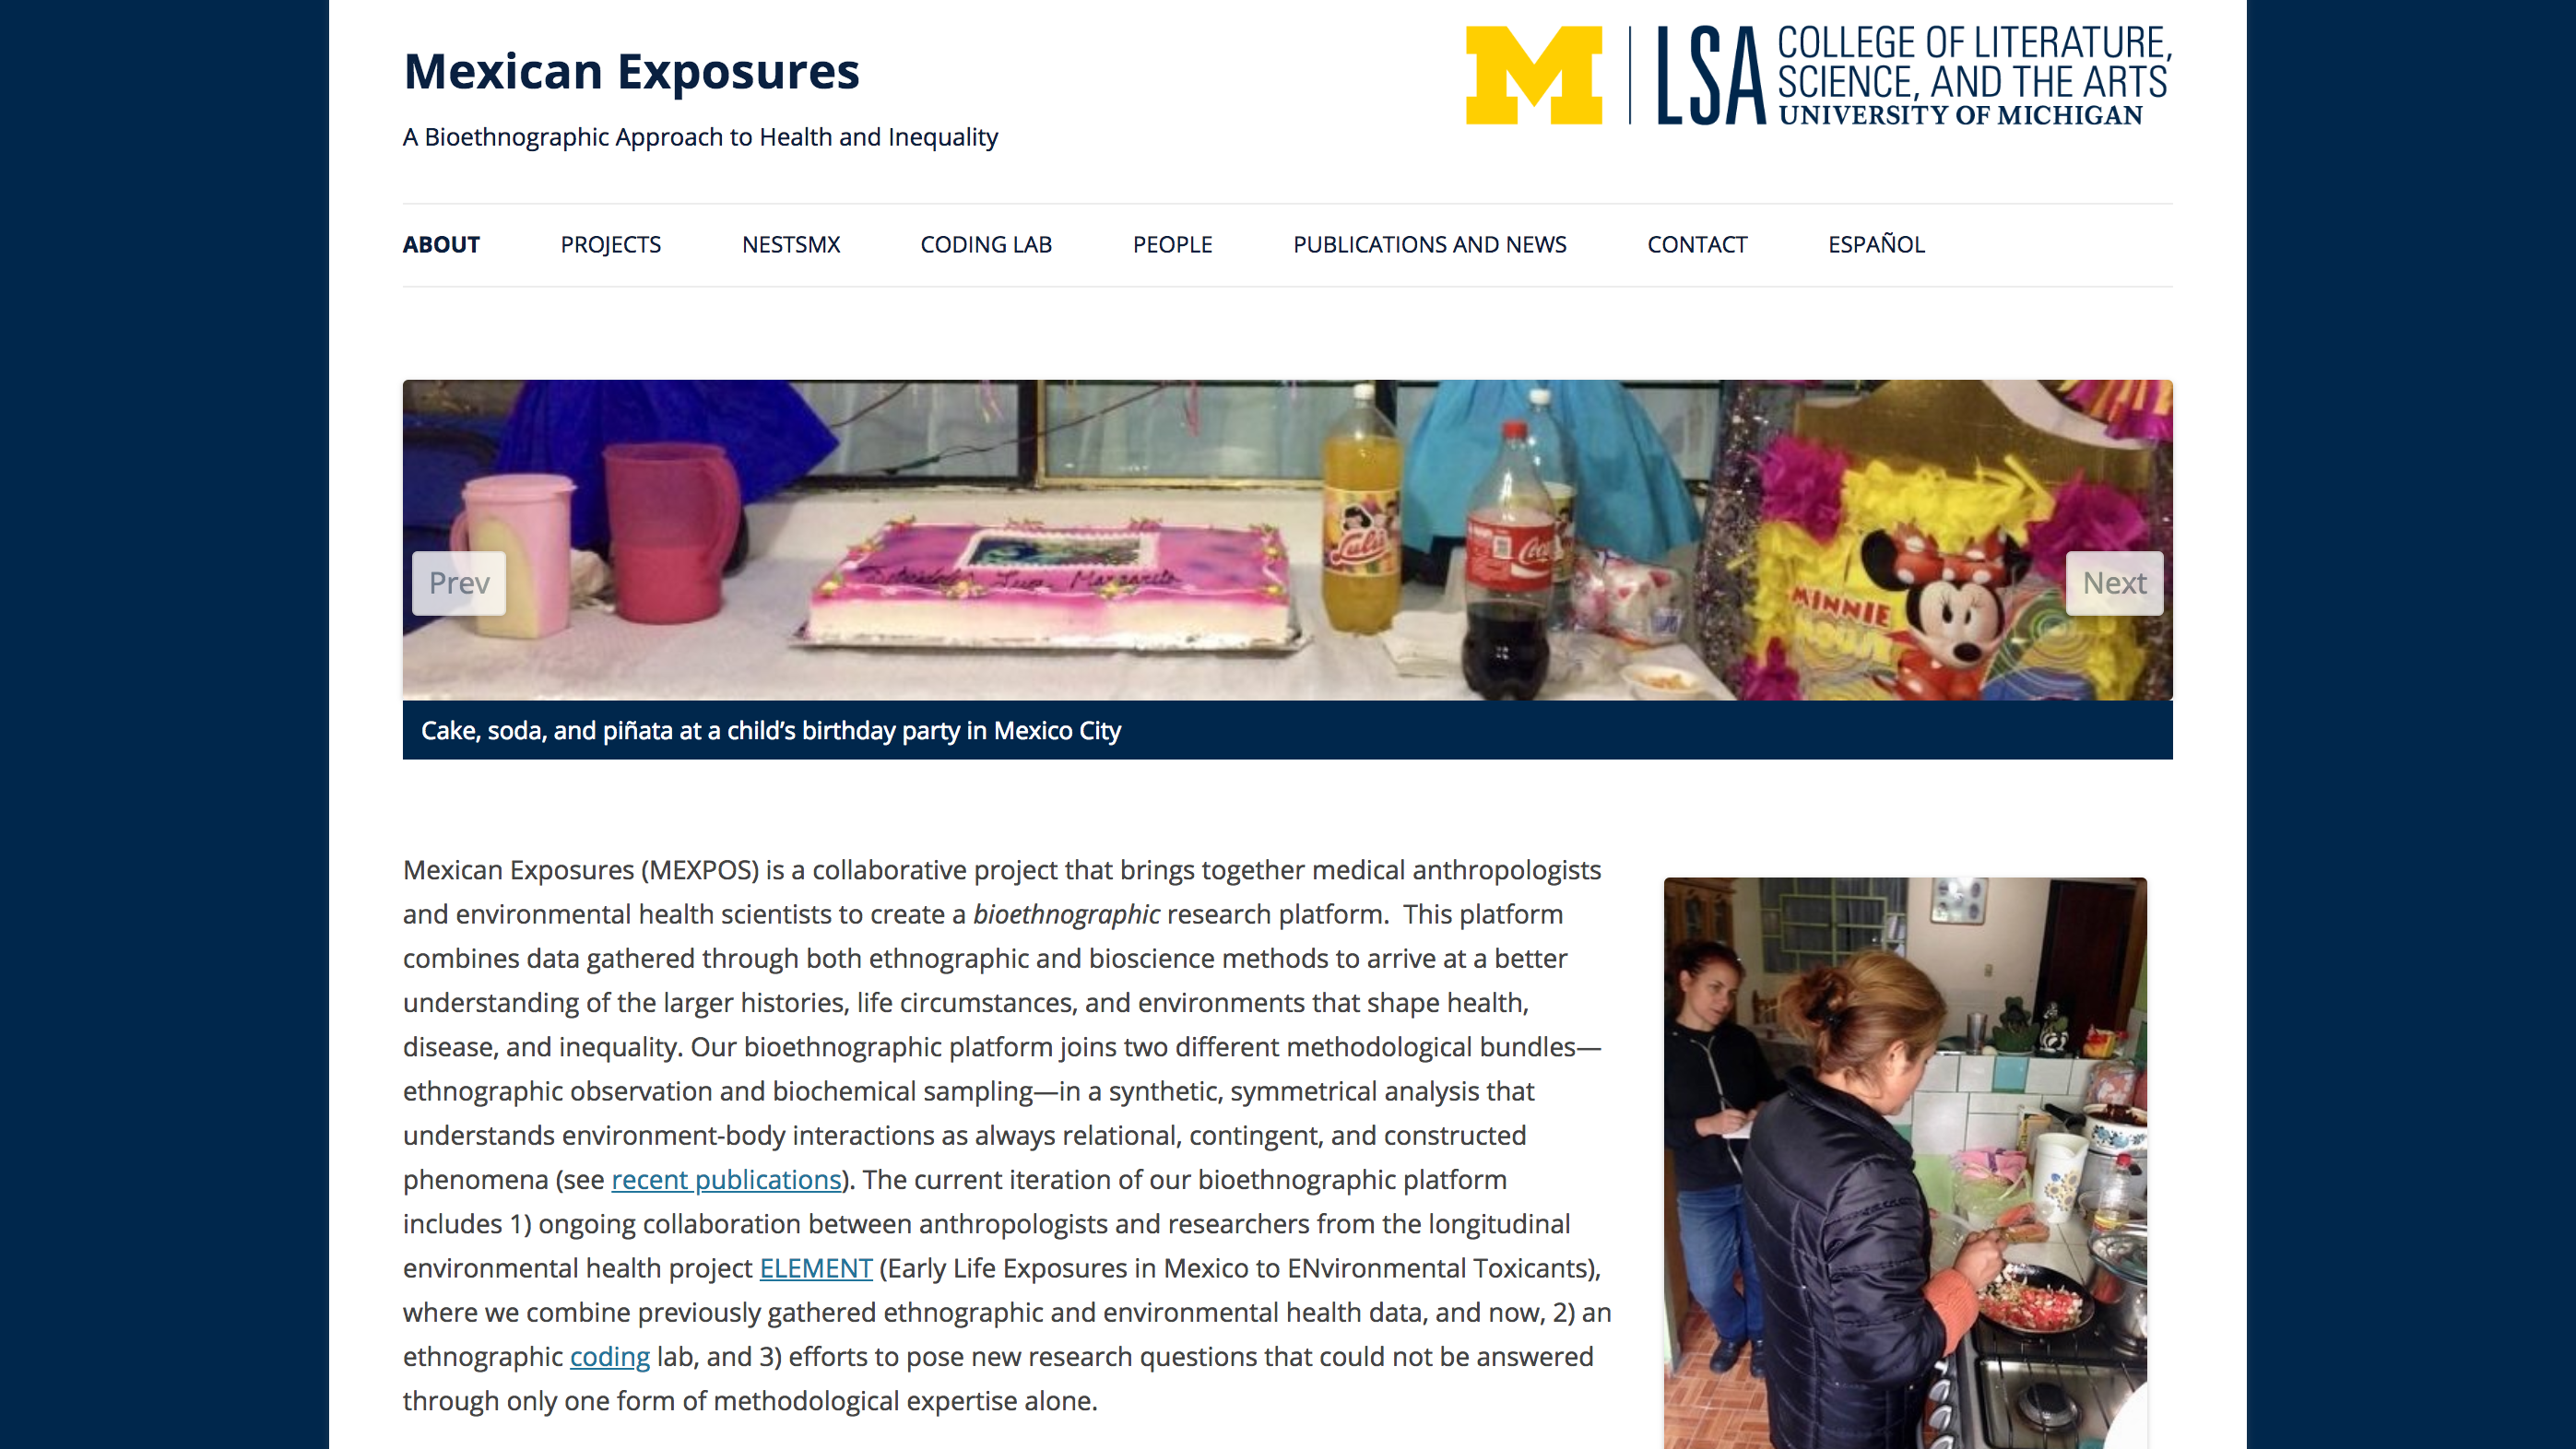 Mexican Exposures
A Bioethnographic Approach to Health and Inequality
M LSA COLLEGE OF LITERATURE,
SCIENCE, AND THE ARTS
UNIVERSITY OF MICHIGAN
ABOUT PROJECTS NESTSMX CODING LAB PEOPLE PUBLICATIONS AND NEWS CONTACT ESPAÑOL
Lulú
Coca
Margarita
MINNIE
Prev
Next
Cake, soda, and piñata at a child’s birthday party in Mexico City
Mexican Exposures (MEXPOS) is a collaborative project that brings together medical anthropologists
and environmental health scientists to create a bioethnographic research platform.  This platform
combines data gathered through both ethnographic and bioscience methods to arrive at a better
understanding of the larger histories, life circumstances, and environments that shape health,
disease, and inequality. Our bioethnographic platform joins two different methodological bundles—
ethnographic observation and biochemical sampling—in a synthetic, symmetrical analysis that
understands environment-body interactions as always relational, contingent, and constructed
phenomena (see recent publications). The current iteration of our bioethnographic platform
includes 1) ongoing collaboration between anthropologists and researchers from the longitudinal
environmental health project ELEMENT (Early Life Exposures in Mexico to ENvironmental Toxicants),
where we combine previously gathered ethnographic and environmental health data, and now, 2) an
ethnographic coding lab, and 3) efforts to pose new research questions that could not be answered
through only one form of methodological expertise alone.